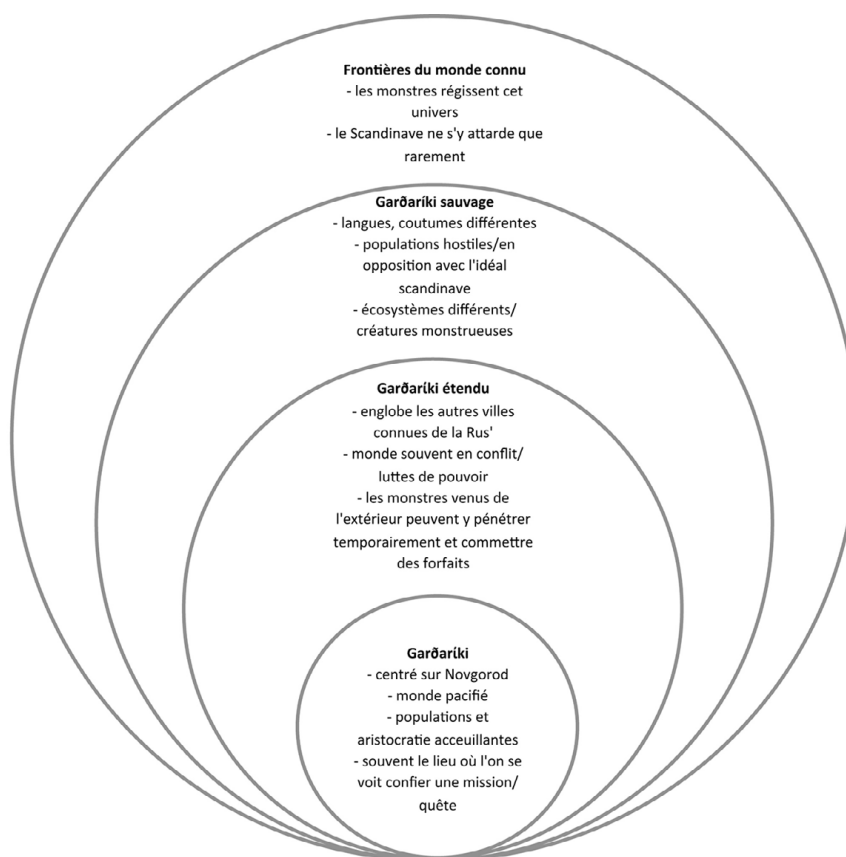 Frontières du monde connu
- les monstres régissent cet
univers
- le Scandinave ne s'y attarde que
rarement
Garðaríki sauvage
- langues, coutumes différentes
- populations hostiles/en
opposition avec l'idéal
scandinave
- écosystèmes différents/
créatures monstrueuses
Garðaríki étendu
- englobe les autres villes
connues de la Rus'
- monde souvent en conflit/
luttes de pouvoir
- les monstres venus de
l'extérieur peuvent y pénétrer
temporairement et commettre
des forfaits
Garðaríki
- centré sur Novgorod
- monde pacifié
- populations et
aristocratie acceuillantes
- souvent le lieu où l'on se
voit confier une mission/
quête